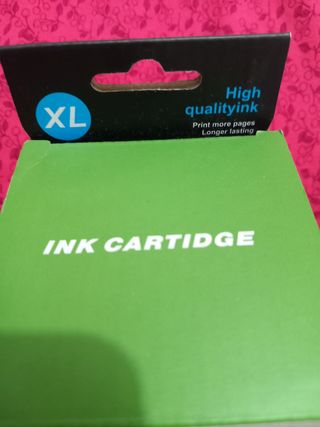 XL
High
qualityink
Print more pages
Longer lasting
INK CARTIDGE